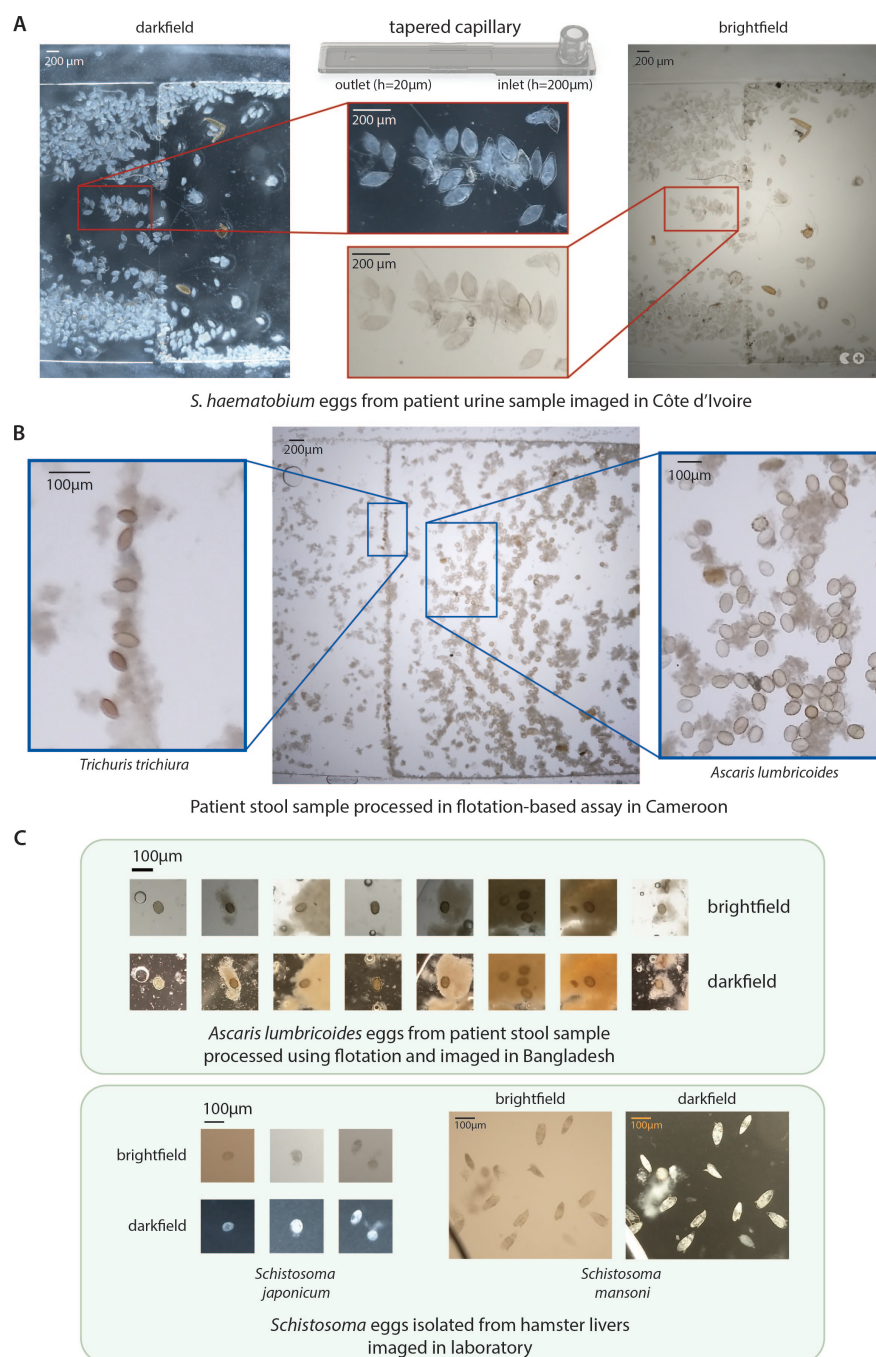 A
darkfield
tapered capillary
brightfield
200 µm
outlet (h=20µm)
inlet (h=200µm)
200 µm
200 µm
200 µm
S. haematobium eggs from patient urine sample imaged in Côte d'Ivoire
B
100µm
200µm
100µm
Trichuris trichiura
Ascaris lumbricoides
Patient stool sample processed in flotation-based assay in Cameroon
C
100µm
brightfield
darkfield
Ascaris lumbricoides eggs from patient stool sample
processed using flotation and imaged in Bangladesh
100µm
brightfield
darkfield
brightfield
darkfield
100µm
100µm
Schistosoma
japonicum
Schistosoma
mansoni
Schistosoma eggs isolated from hamster livers
imaged in laboratory